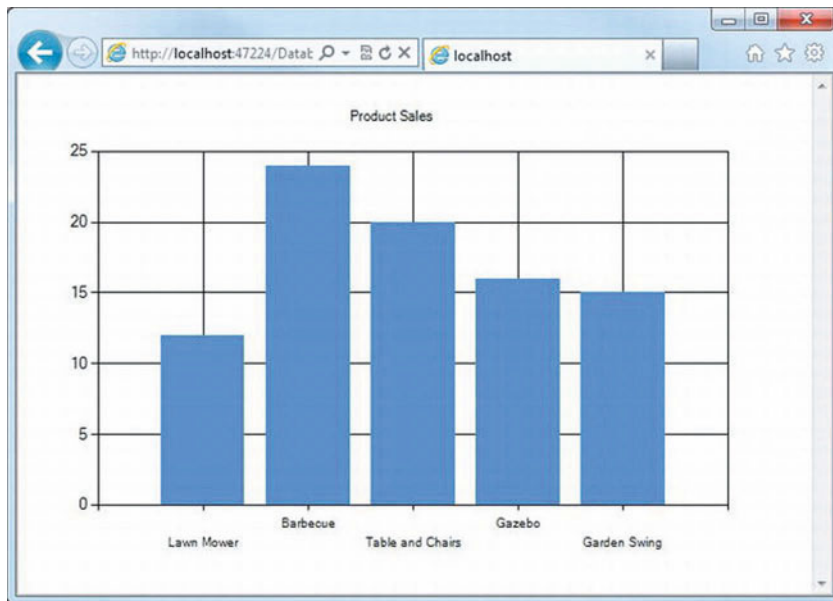 http://localhost:47224/Datab
localhost
Product Sales
25
20
15
10
5
0
Barbecue
Gazebo
Lawn Mower
Table and Chairs
Garden Swing